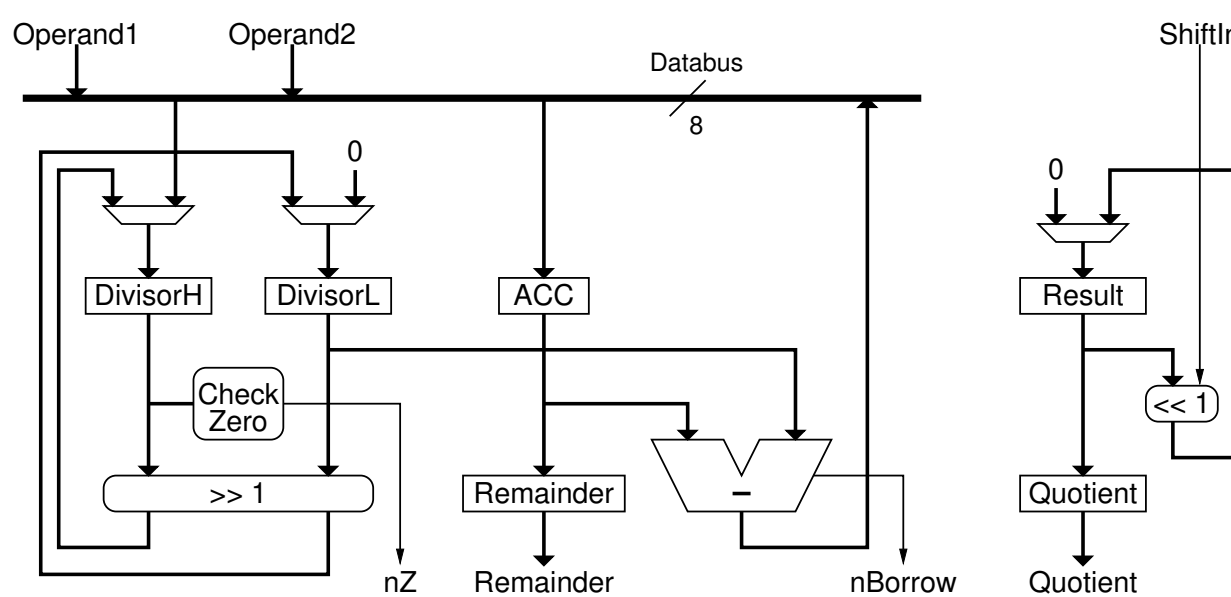 Operand1
Operand2
ShiftIn
Databus
8
0
0
DivisorH
DivisorL
ACC
Result
Check
Zero
<< 1
>> 1
Remainder
−
Quotient
nZ
Remainder
nBorrow
Quotient